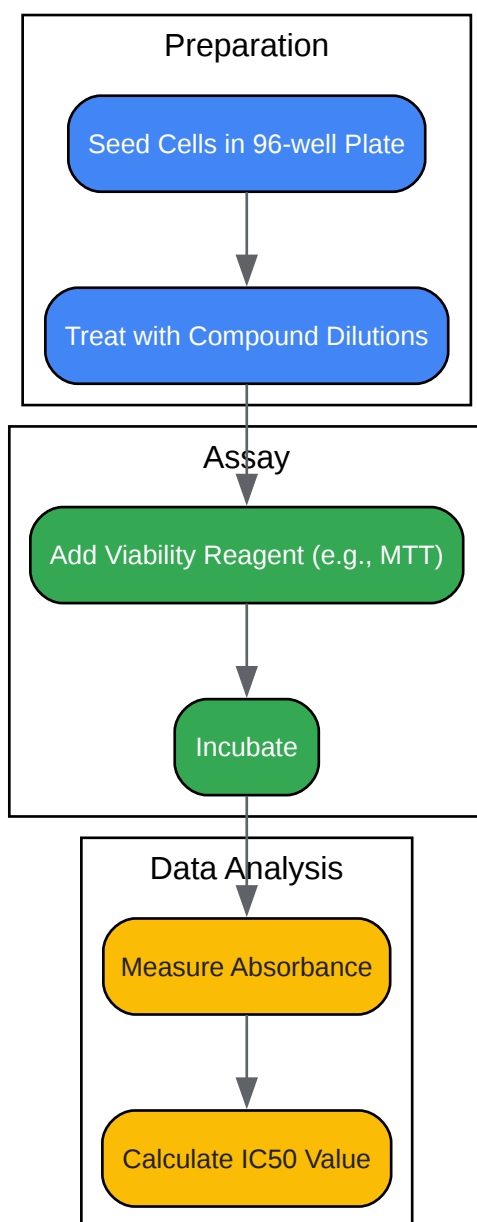 Preparation
Seed Cells in 96-well Plate
Treat with Compound Dilutions
Assay
Add Viability Reagent (e.g., MTT)
Incubate
Data Analysis
Measure Absorbance
Calculate IC50 Value